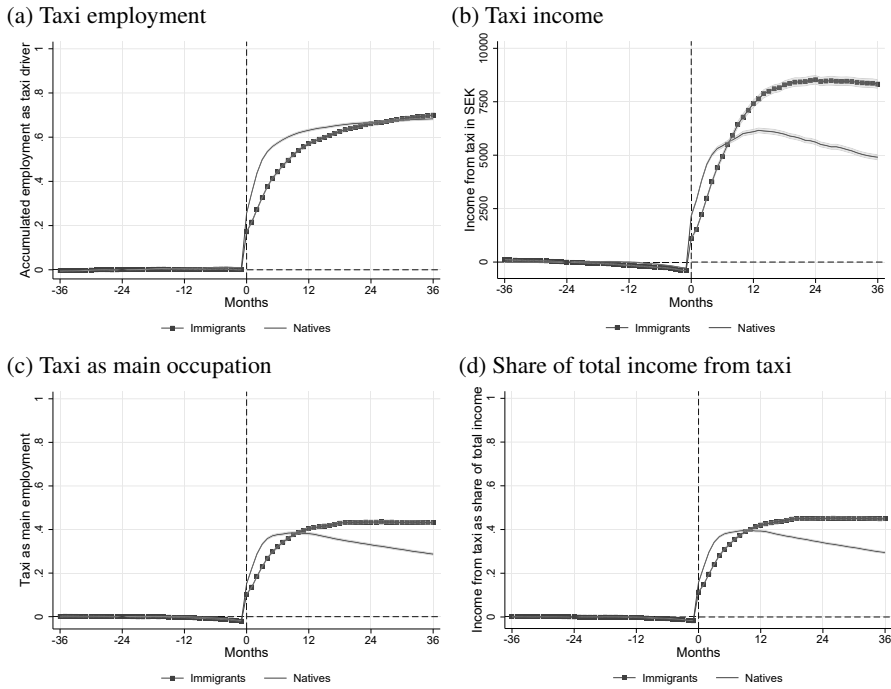 (a) Taxi employment
Accumulated employment as taxi driver
1
.8
.6
.4
.2
0
-36 -24 -12 0 12 24 36
Months
Immigrants Natives
(b) Taxi income
Income from taxi in SEK
10000
7500
5000
2500
0
-36 -24 -12 0 12 24 36
Months
Immigrants Natives
(c) Taxi as main occupation
Taxi as main employment
1
.8
.6
.4
.2
0
-36 -24 -12 0 12 24 36
Months
Immigrants Natives
(d) Share of total income from taxi
Income from taxi as share of total income
1
.8
.6
.4
.2
0
-36 -24 -12 0 12 24 36
Months
Immigrants Natives